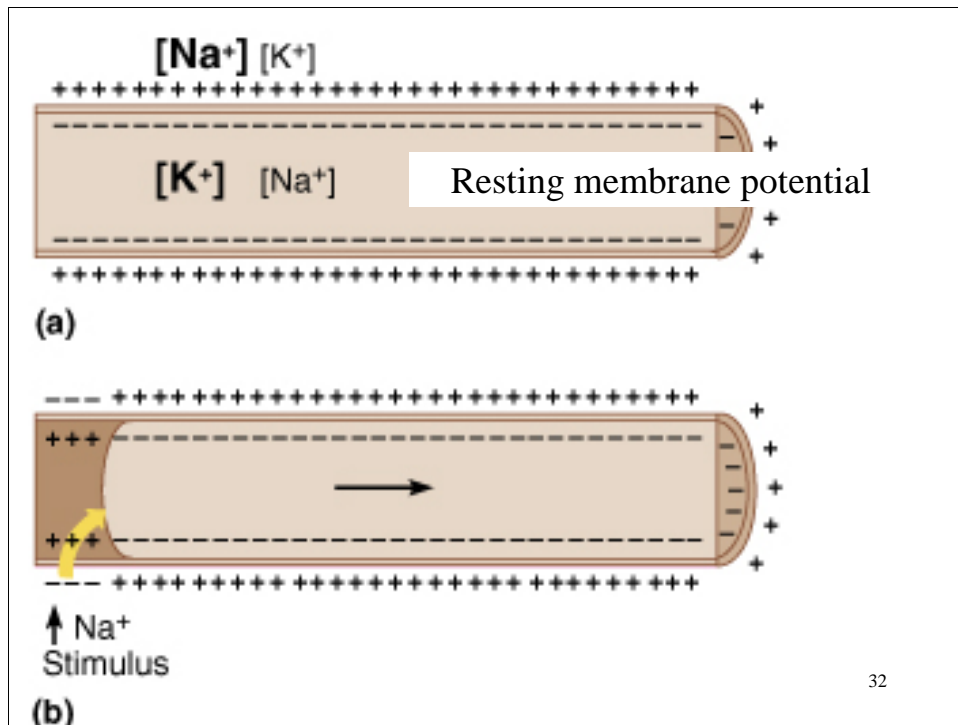 [Na⁺] [K⁺]
+++++++++++++++++++++++++++++++++
–––––––––––––––––––––––––––––––––
[K⁺] [Na⁺] Resting membrane potential
–––––––––––––––––––––––––––––––––
+++++++++++++++++++++++++++++++++
(a)
––– ++++++++++++++++++++++++++++++
+++ ––––––––––––––––––––––––––––––
+++ ––––––––––––––––––––––––––––––
––– ++++++++++++++++++++++++++++++
Na⁺
Stimulus
(b)
32